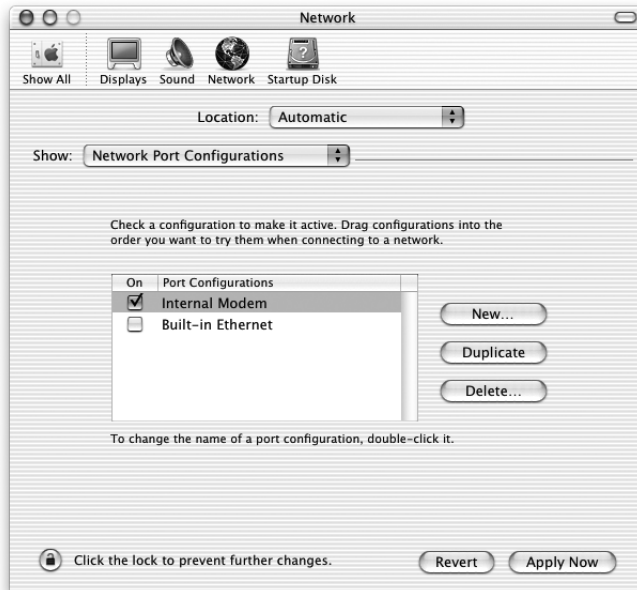 Network
Show All Displays Sound Network Startup Disk
Location: Automatic
Show: Network Port Configurations
Check a configuration to make it active. Drag configurations into the
order you want to try them when connecting to a network.
On Port Configurations
Internal Modem
Built-in Ethernet
New...
Duplicate
Delete...
To change the name of a port configuration, double-click it.
Click the lock to prevent further changes.
Revert Apply Now